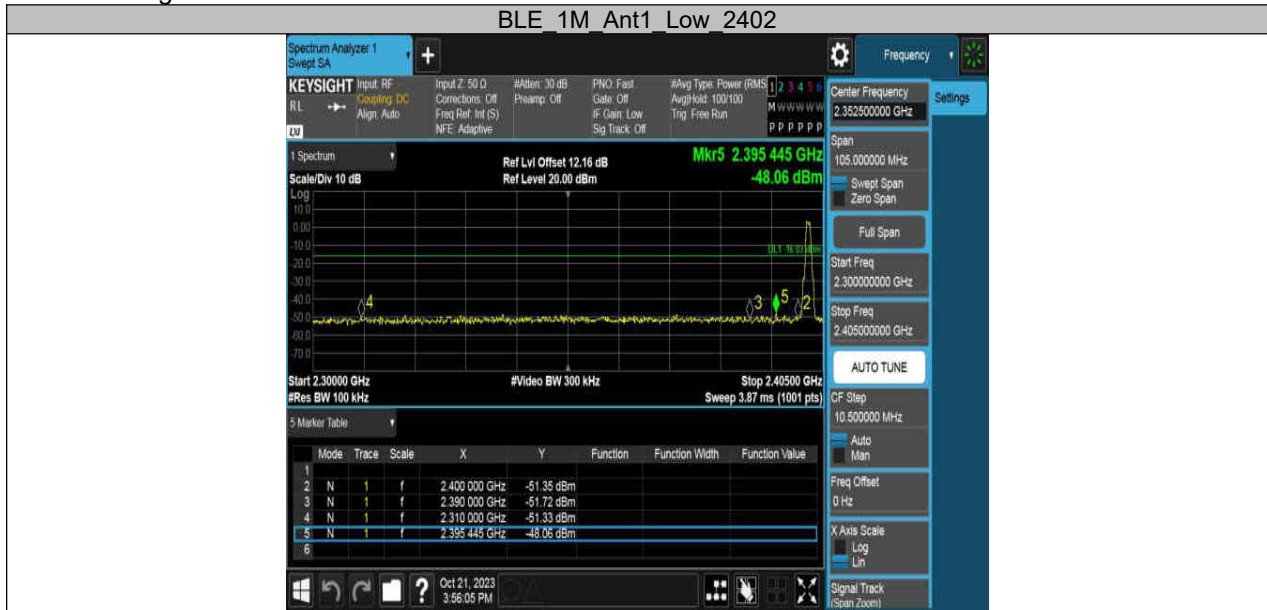 BLE_1M_Ant1_Low_2402
Spectrum Analyzer 1
Swept SA
+
Frequency
KEYSIGHT
RL
LXI
Input: RF
Coupling: DC
Align: Auto
Input Z: 50 Ω
Corrections: Off
Freq Ref: Int (S)
NFE: Adaptive
#Atten: 30 dB
Preamp: Off
PNO: Fast
Gate: Off
IF Gain: Low
Sig Track: Off
#Avg Type: Power (RMS
Avg|Hold: 100/100
Trig: Free Run
1 2 3 4 5 6
M W W W W W
P P P P P P
Center Frequency
2.352500000 GHz
Settings
Span
105.000000 MHz
Swept Span
Zero Span
Full Span
Start Freq
2.300000000 GHz
Stop Freq
2.405000000 GHz
AUTO TUNE
CF Step
10.500000 MHz
Auto
Man
Freq Offset
0 Hz
X Axis Scale
Log
Lin
Signal Track
(Span Zoom)
1 Spectrum
Scale/Div 10 dB
Ref Lvl Offset 12.16 dB
Ref Level 20.00 dBm
Mkr5 2.395 445 GHz
-48.06 dBm
Log
10.0
0.00
-10.0
-20.0
-30.0
-40.0
-50.0
-60.0
-70.0
DL1 -16.03 dBm
4
3
5
2
Start 2.30000 GHz
#Res BW 100 kHz
#Video BW 300 kHz
Stop 2.40500 GHz
Sweep 3.87 ms (1001 pts)
5 Marker Table
Mode Trace Scale X Y Function Function Width Function Value
1
2 N 1 f 2.400 000 GHz -51.35 dBm
3 N 1 f 2.390 000 GHz -51.72 dBm
4 N 1 f 2.310 000 GHz -51.33 dBm
5 N 1 f 2.395 445 GHz -48.06 dBm
6
?
Oct 21, 2023
3:56:05 PM